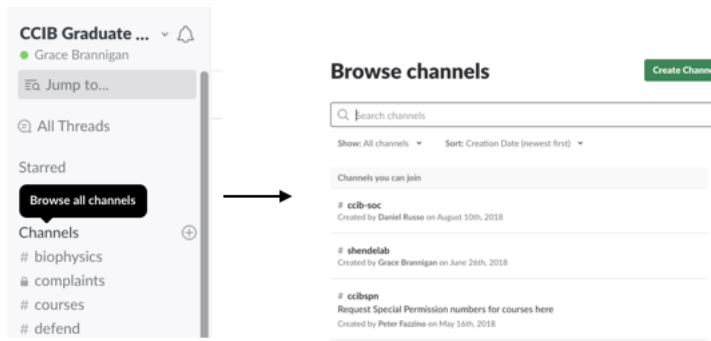 CCIB Graduate ...
Grace Brannigan
Jump to...
All Threads
Starred
Browse all channels
Channels
# biophysics
complaints
# courses
# defend
Browse channels
Create Channe
Search channels
Show: All channels
Sort: Creation Date (newest first)
Channels you can join
# ccib-soc
Created by Daniel Russo on August 10th, 2018
# shendelab
Created by Grace Brannigan on June 26th, 2018
# ccibspn
Request Special Permission numbers for courses here
Created by Peter Fazzino on May 16th, 2018